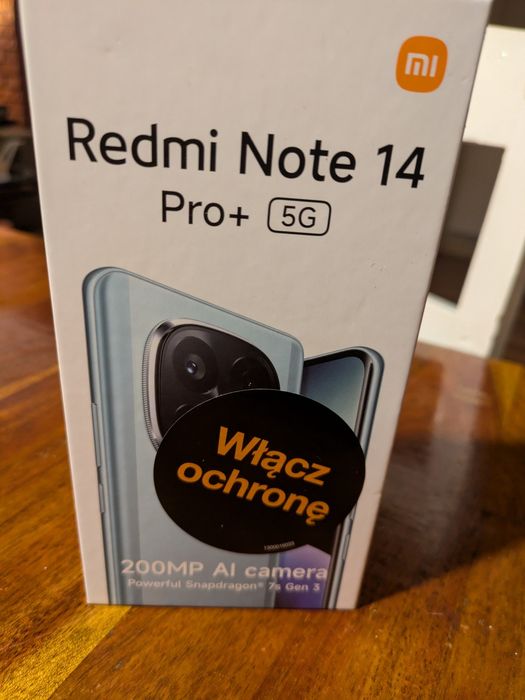 mi
Redmi Note 14
Pro+ 5G
Włącz
ochronę
200MP AI camera
Powerful Snapdragon® 7s Gen 3